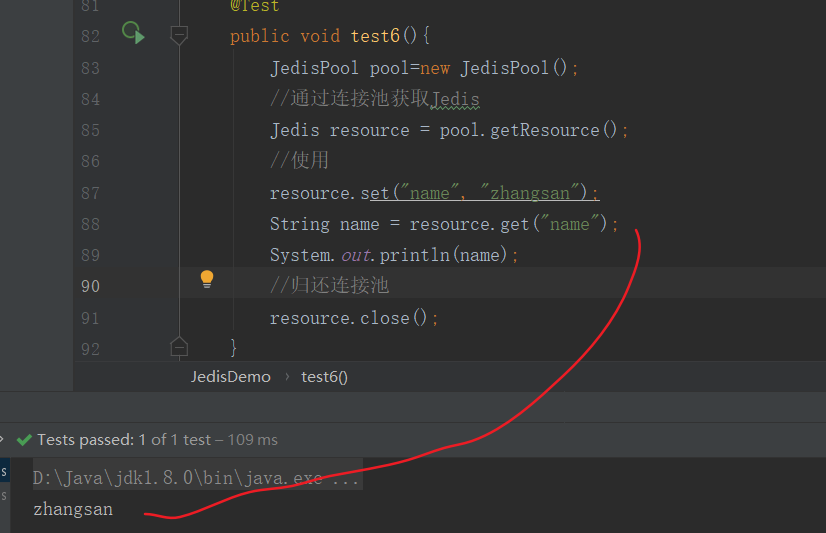 81 @Test
82 public void test6(){
83 JedisPool pool=new JedisPool();
84 //通过连接池获取Jedis
85 Jedis resource = pool.getResource();
86 //使用
87 resource.set("name", "zhangsan");
88 String name = resource.get("name");
89 System.out.println(name);
90 //归还连接池
91 resource.close();
92 }
JedisDemo › test6()
Tests passed: 1 of 1 test – 109 ms
s D:\Java\jdk1.8.0\bin\java.exe ...
s
zhangsan